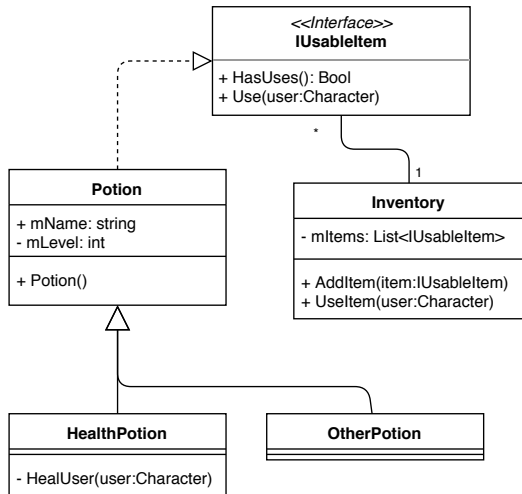 <<Interface>>
IUsableItem
+ HasUses(): Bool
+ Use(user:Character)
*
1
Potion
+ mName: string
- mLevel: int
+ Potion()
Inventory
- mItems: List<IUsableItem>
+ AddItem(item:IUsableItem)
+ UseItem(user:Character)
HealthPotion
- HealUser(user:Character)
OtherPotion